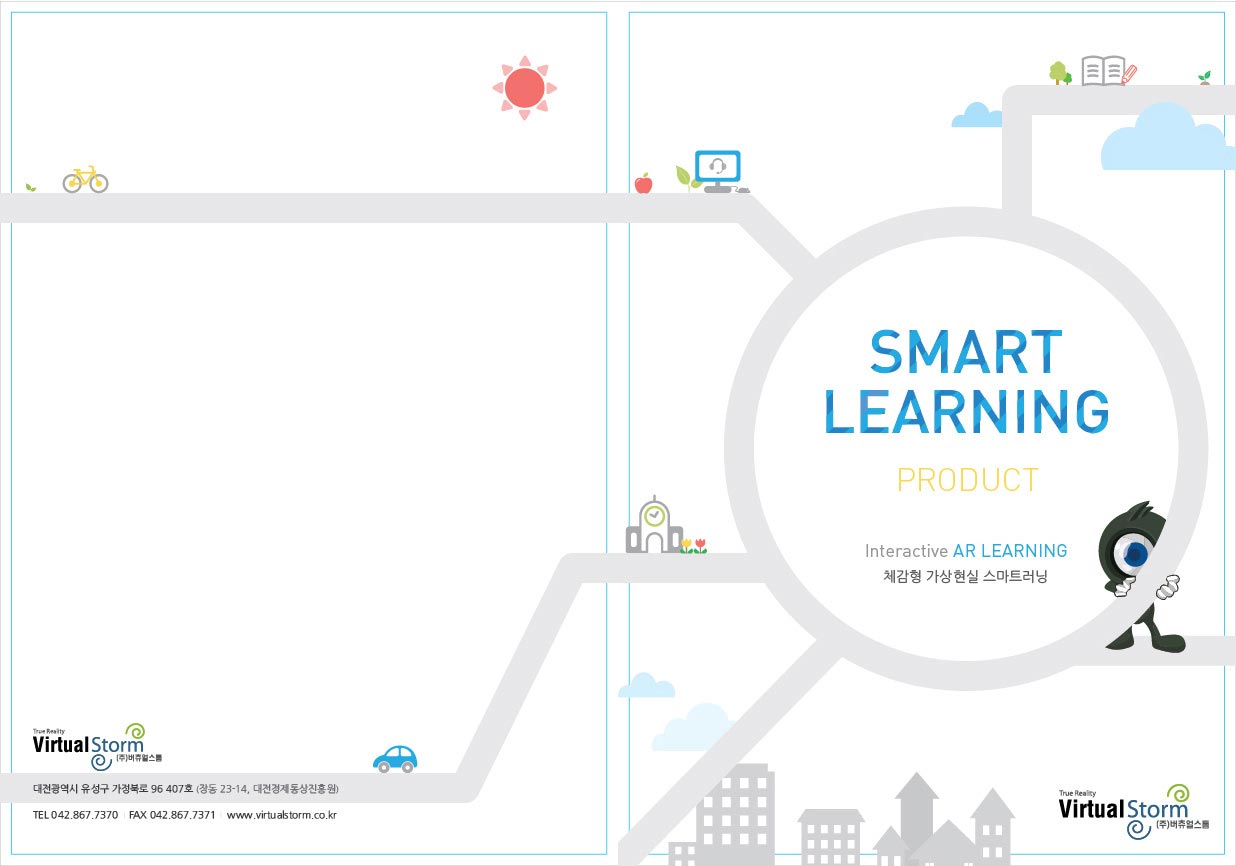 SMART
LEARNING
PRODUCT
Interactive AR LEARNING
체감형 가상현실 스마트러닝
True Reality
VirtualStorm
(주)버츄얼스톰
대전광역시 유성구 가정북로 96 407호 (장동 23-14, 대전경제통상진흥원)
TEL 042.867.7370 | FAX 042.867.7371 | www.virtualstorm.co.kr
True Reality
VirtualStorm
(주)버츄얼스톰